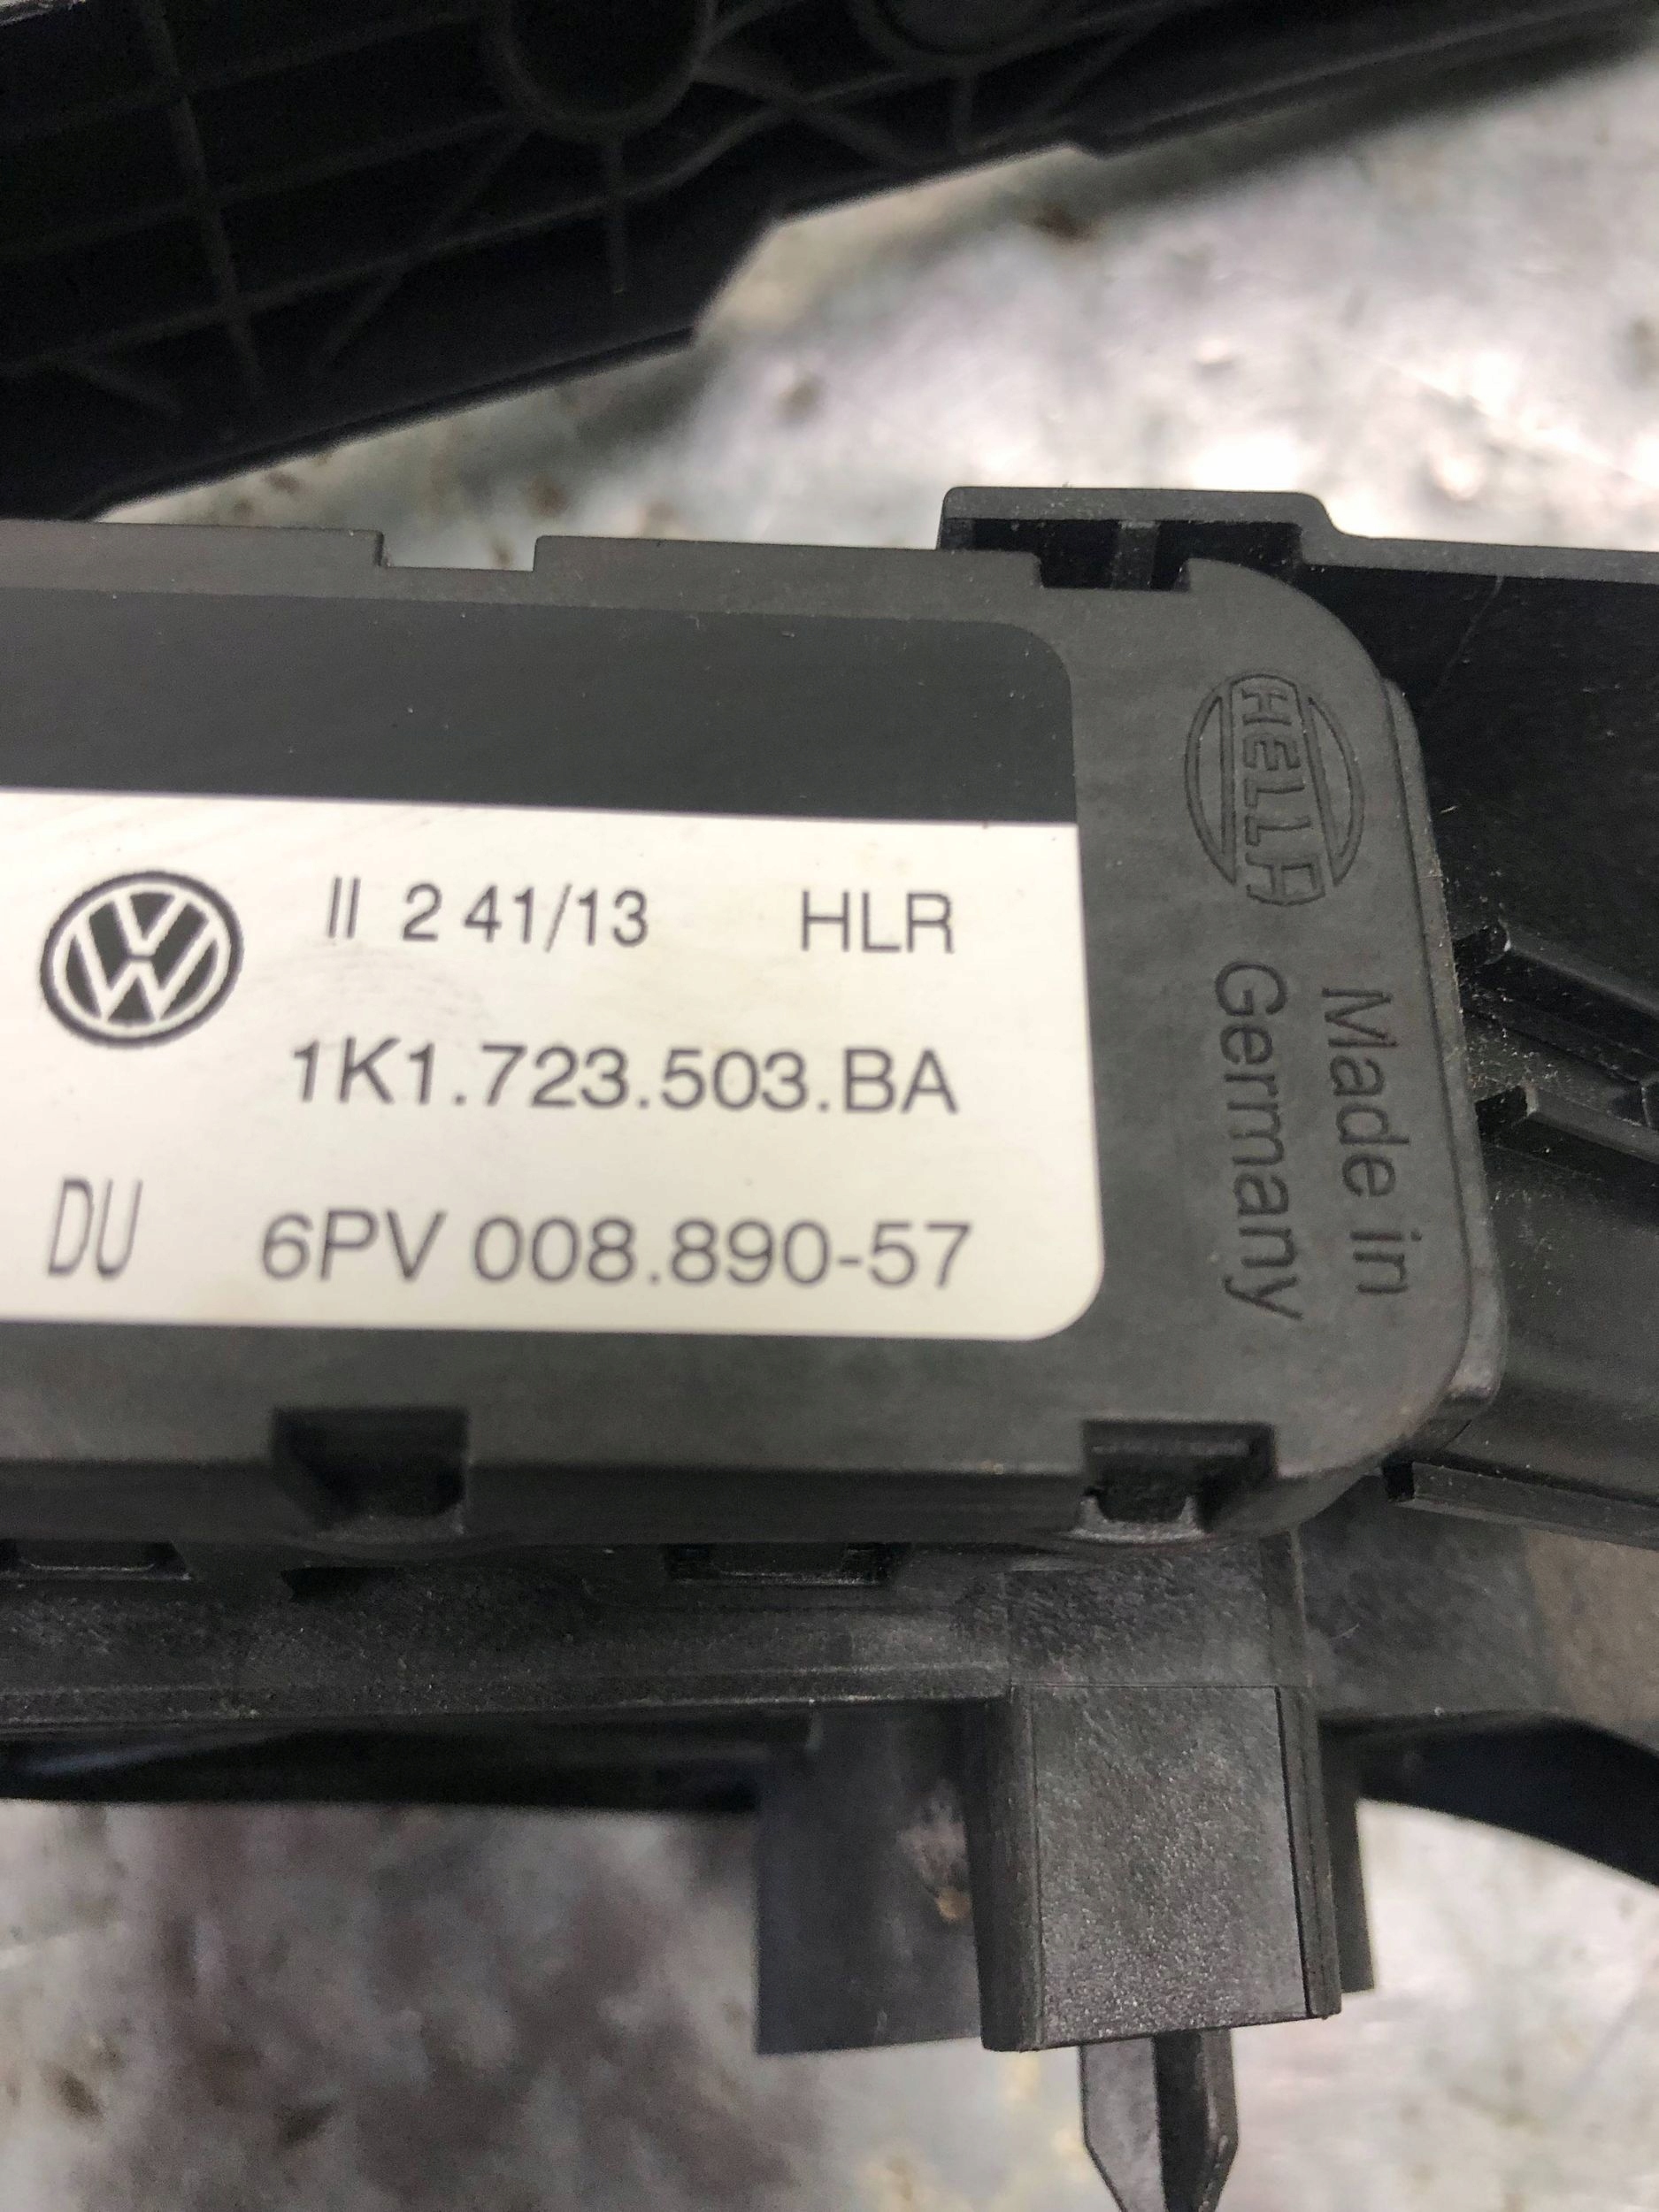 II 2 41/13 HLR
1K1.723.503.BA
DU 6PV 008.890-57
HELLA
Made in
Germany